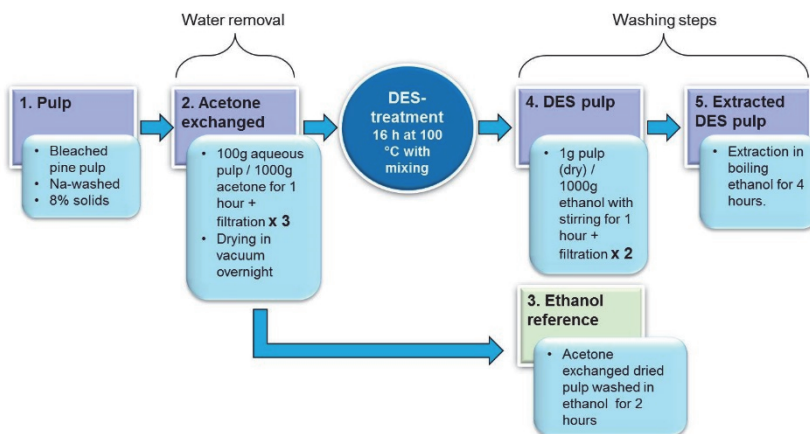 Water removal
Washing steps
1. Pulp
• Bleached
pine pulp
• Na-washed
• 8% solids
2. Acetone
exchanged
• 100g aqueous
pulp / 1000g
acetone for 1
hour +
filtration x 3
• Drying in
vacuum
overnight
DES-
treatment
16 h at 100
°C with
mixing
4. DES pulp
• 1g pulp
(dry) /
1000g
ethanol with
stirring for 1
hour +
filtration x 2
5. Extracted
DES pulp
• Extraction in
boiling
ethanol for 4
hours.
3. Ethanol
reference
• Acetone
exchanged dried
pulp washed in
ethanol for 2
hours